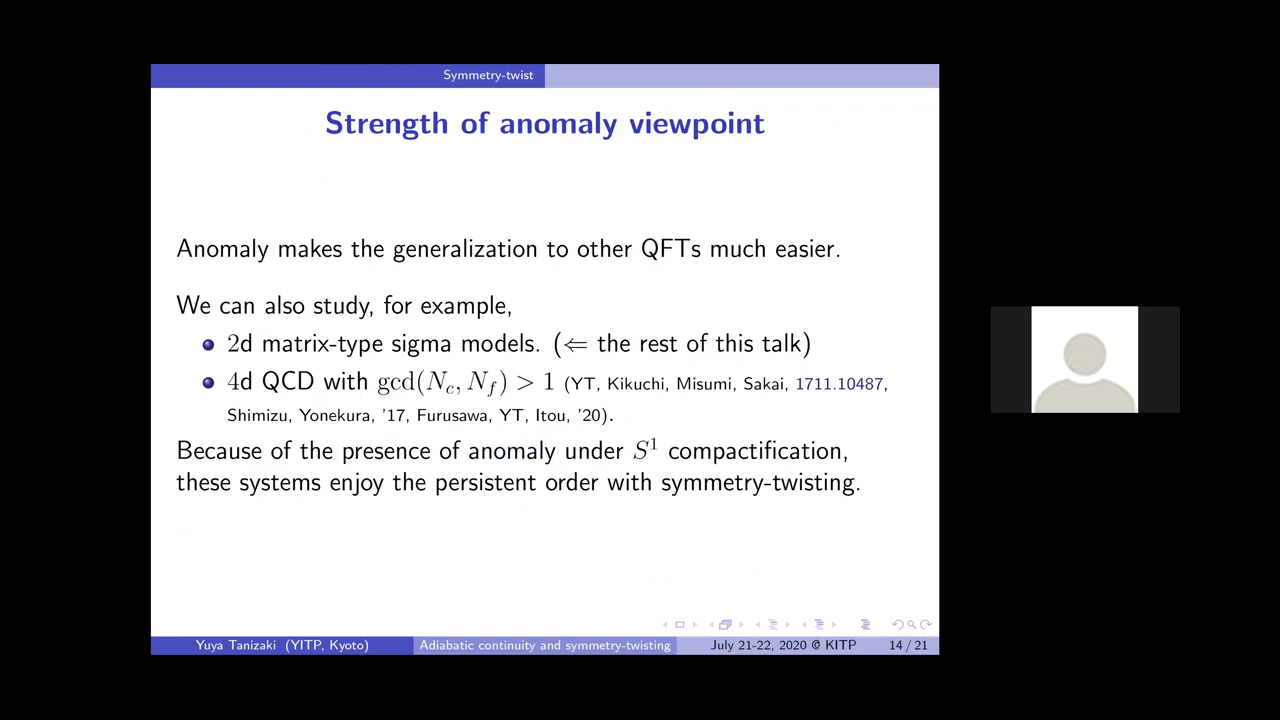 Symmetry-twist
Strength of anomaly viewpoint
Anomaly makes the generalization to other QFTs much easier.
We can also study, for example,
2d matrix-type sigma models. (⇐ the rest of this talk)
4d QCD with gcd(N_c, N_f) > 1 (YT, Kikuchi, Misumi, Sakai, 1711.10487,
Shimizu, Yonekura, '17, Furusawa, YT, Itou, '20).
Because of the presence of anomaly under S^1 compactification,
these systems enjoy the persistent order with symmetry-twisting.
Yuya Tanizaki (YITP, Kyoto) Adiabatic continuity and symmetry-twisting July 21-22, 2020 @ KITP 14 / 21